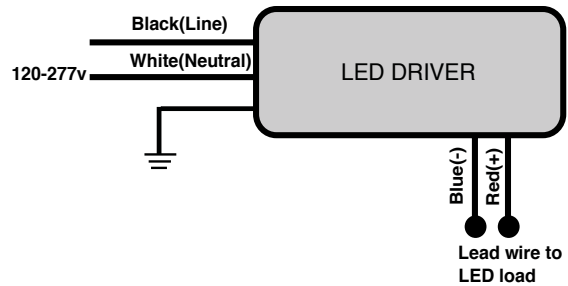 Black(Line)
White(Neutral)
120-277v
LED DRIVER
Blue(-)
Red(+)
Lead wire to
LED load